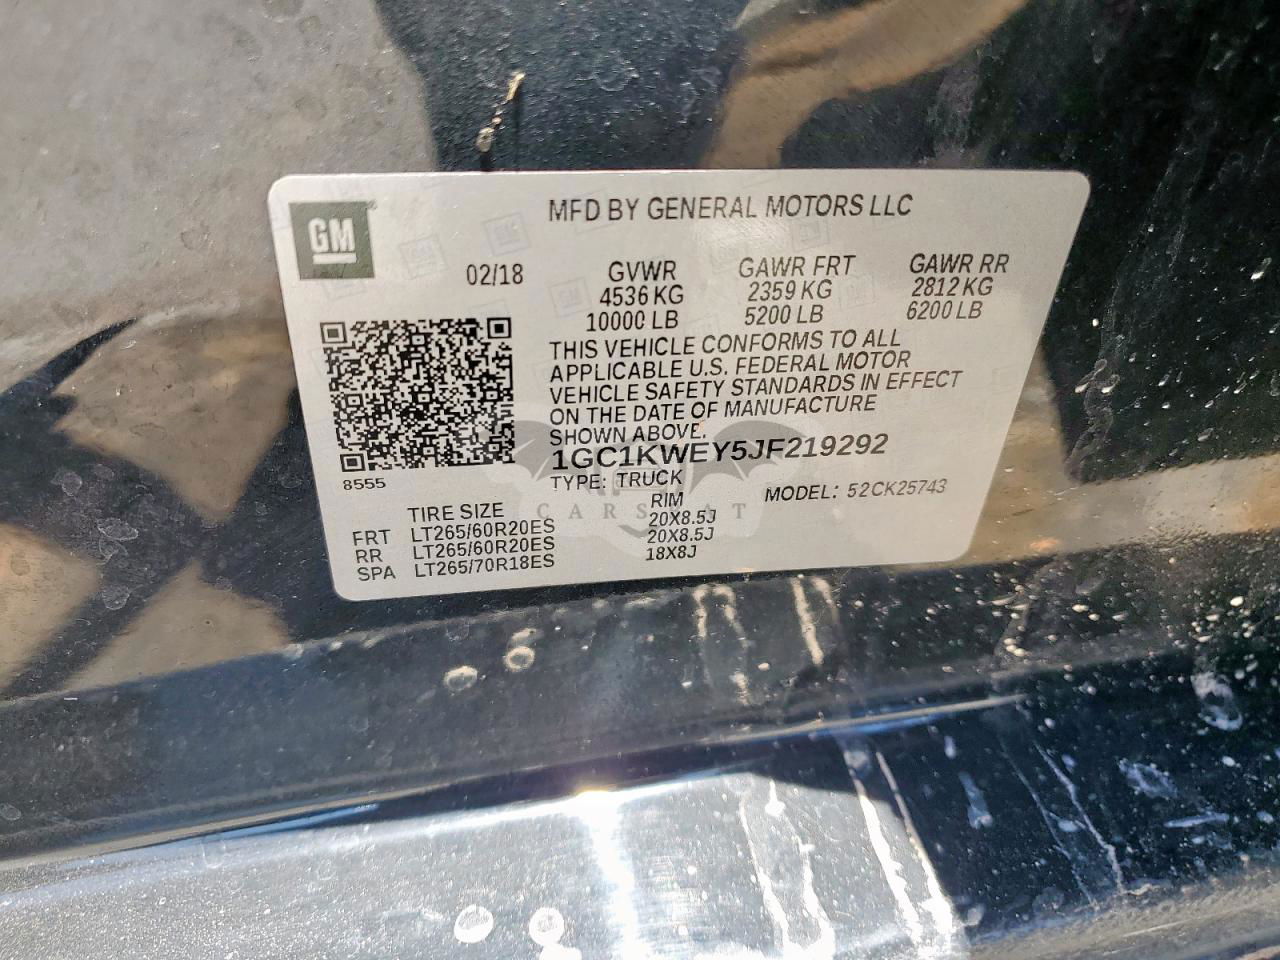 GM
MFD BY GENERAL MOTORS LLC
02/18 GVWR GAWR FRT GAWR RR
4536 KG 2359 KG 2812 KG
10000 LB 5200 LB 6200 LB
THIS VEHICLE CONFORMS TO ALL
APPLICABLE U.S. FEDERAL MOTOR
VEHICLE SAFETY STANDARDS IN EFFECT
ON THE DATE OF MANUFACTURE
SHOWN ABOVE.
1GC1KWEY5JF219292
8555 TYPE: TRUCK MODEL: 52CK25743
TIRE SIZE RIM
FRT LT265/60R20ES 20X8.5J
RR LT265/60R20ES 20X8.5J
SPA LT265/70R18ES 18X8J
CARSBAT